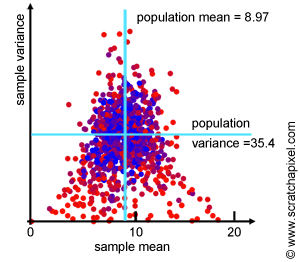 population mean = 8.97
population
variance =35.4
sample variance
0
10
20
sample mean
© www.scratchapixel.com